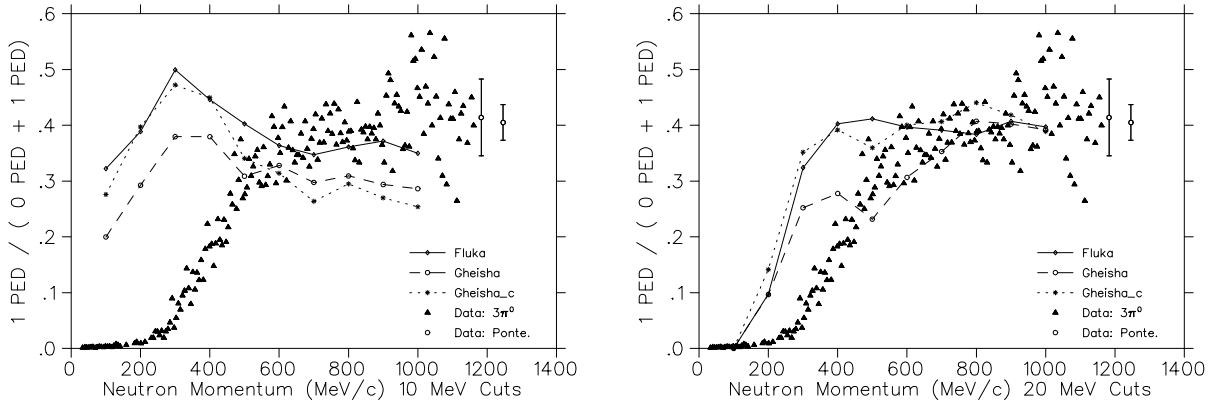 1 PED / ( 0 PED + 1 PED)
.6
.5
.4
.3
.2
.1
.0
Fluka
Gheisha
Gheisha_c
Data: 3π⁰
Data: Ponte.
0 200 400 600 800 1000 1200 1400
Neutron Momentum (MeV/c) 10 MeV Cuts
1 PED / ( 0 PED + 1 PED)
.6
.5
.4
.3
.2
.1
.0
Fluka
Gheisha
Gheisha_c
Data: 3π⁰
Data: Ponte.
0 200 400 600 800 1000 1200 1400
Neutron Momentum (MeV/c) 20 MeV Cuts